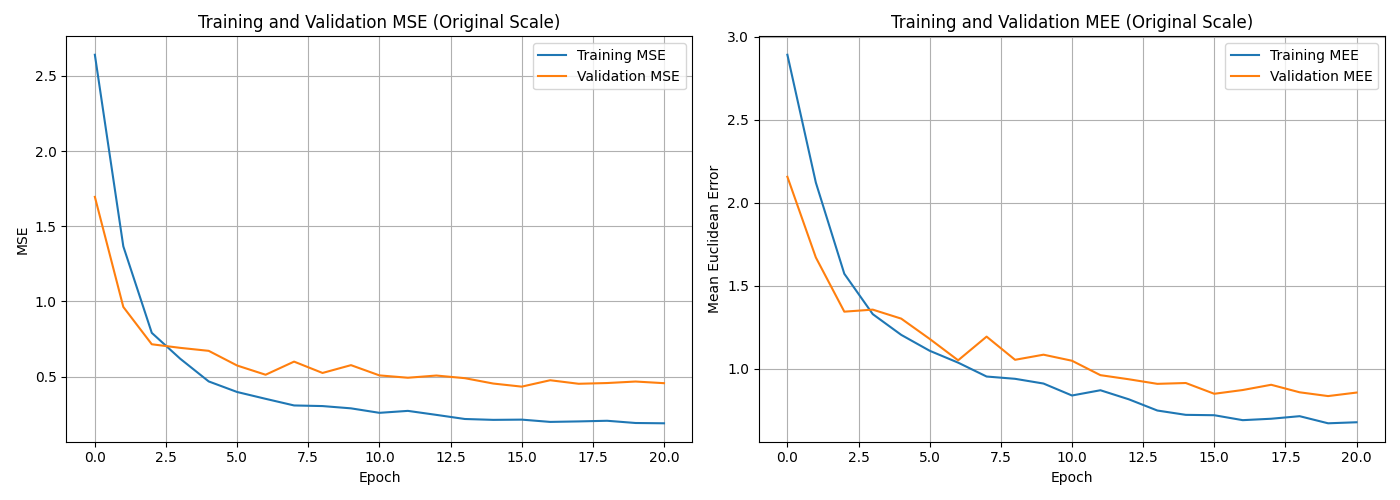 Training and Validation MSE (Original Scale)
Training MSE
Validation MSE
MSE
2.5
2.0
1.5
1.0
0.5
0.0 2.5 5.0 7.5 10.0 12.5 15.0 17.5 20.0
Epoch
Training and Validation MEE (Original Scale)
Training MEE
Validation MEE
Mean Euclidean Error
3.0
2.5
2.0
1.5
1.0
0.0 2.5 5.0 7.5 10.0 12.5 15.0 17.5 20.0
Epoch